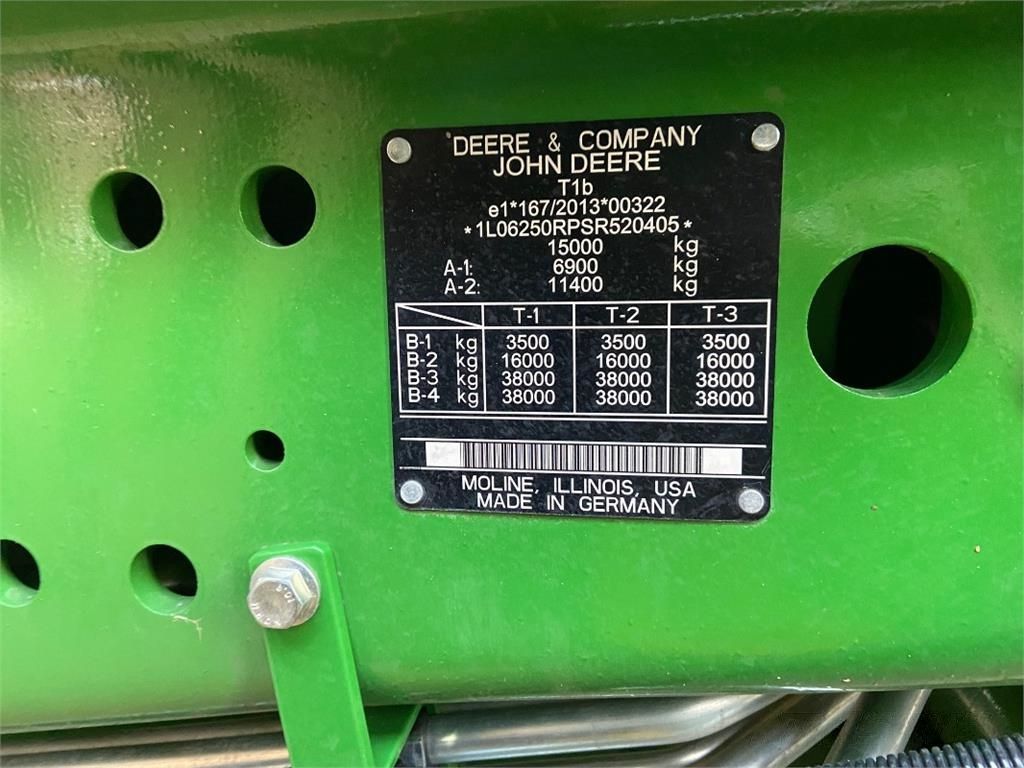 DEERE & COMPANY
JOHN DEERE
T1b
e1*167/2013*00322
*1L06250RPSR520405*
15000 kg
A-1: 6900 kg
A-2: 11400 kg
T-1 T-2 T-3
B-1 kg 3500 3500 3500
B-2 kg 16000 16000 16000
B-3 kg 38000 38000 38000
B-4 kg 38000 38000 38000
MOLINE, ILLINOIS, USA
MADE IN GERMANY